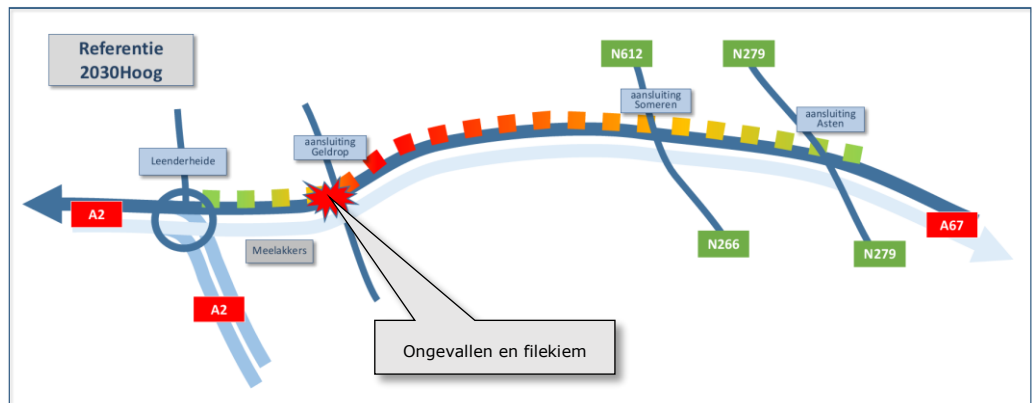 Referentie
2030Hoog
N612
N279
aansluiting
Someren
aansluiting
Asten
aansluiting
Geldrop
Leenderheide
A2
Meelakkers
N266
N279
A67
A2
Ongevallen en filekiem